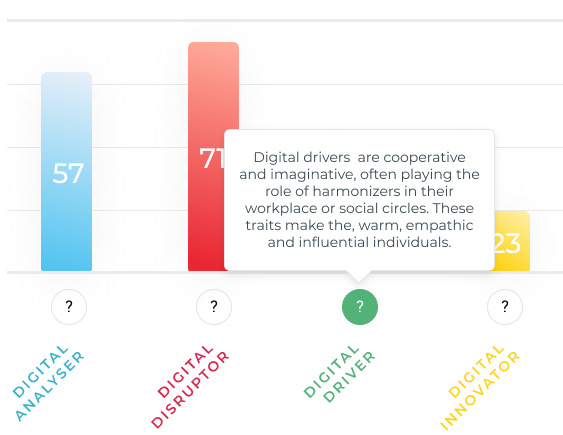 57
71
Digital drivers are cooperative
and imaginative, often playing the
role of harmonizers in their
workplace or social circles. These
traits make the, warm, empathic
and influential individuals.
23
?
?
?
?
DIGITAL
ANALYSER
DIGITAL
DISRUPTOR
DIGITAL
DRIVER
DIGITAL
INNOVATOR